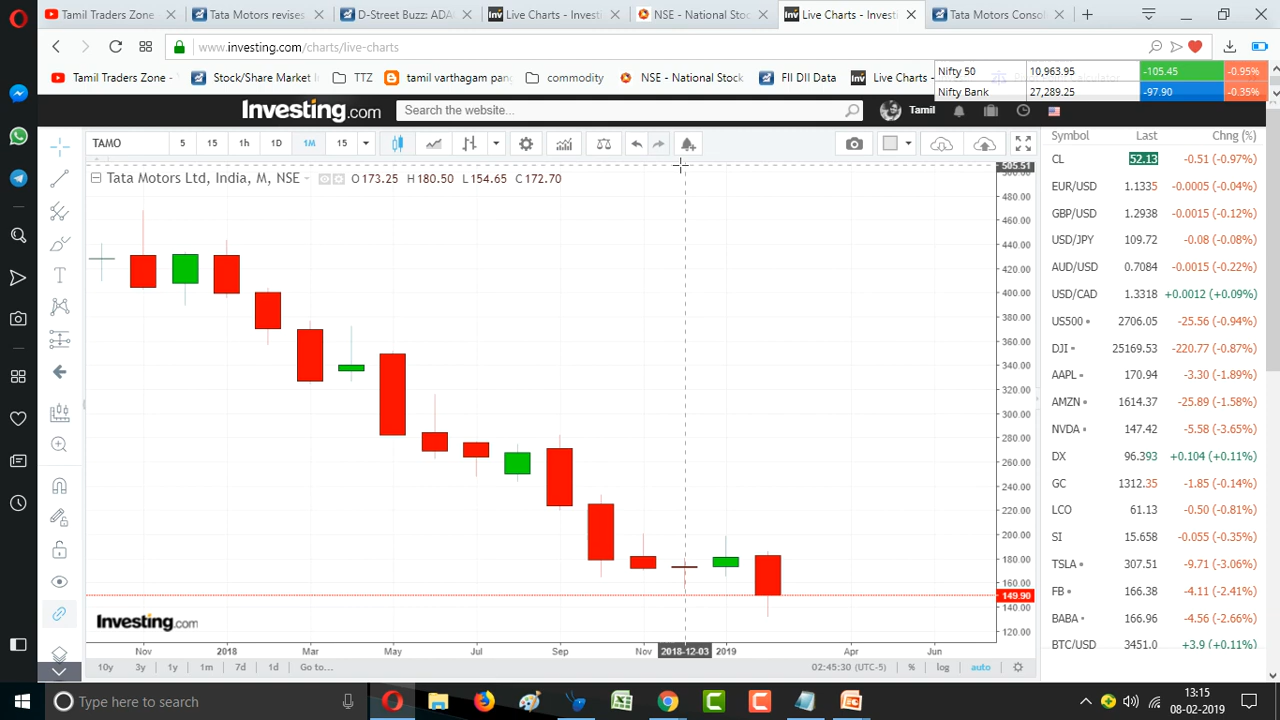 Tamil Traders Zone
Tata Motors revises
D-Street Buzz: ADA
Live Charts - Investi
NSE - National Stoc
Live Charts - Investi
Tata Motors Consol
www.investing.com/charts/live-charts
Tamil Traders Zone -
Stock/Share Market I
TTZ
tamil varthagam pan
commodity
NSE - National Stock
FII DII Data
Live Charts -
Nifty 50 10,963.95 -105.45 -0.95%
Nifty Bank 27,289.25 -97.90 -0.35%
Investing.com
Search the website...
Tamil
TAMO 5 15 1h 1D 1M 15
Symbol Last Chng (%)
Tata Motors Ltd, India, M, NSE O 173.25 H 180.50 L 154.65 C 172.70
505.51
500.00
480.00
460.00
440.00
420.00
400.00
380.00
360.00
340.00
320.00
300.00
280.00
260.00
240.00
220.00
200.00
180.00
160.00
149.90
140.00
120.00
CL 52.13 -0.51 (-0.97%)
EUR/USD 1.1335 -0.0005 (-0.04%)
GBP/USD 1.2938 -0.0015 (-0.12%)
USD/JPY 109.72 -0.08 (-0.08%)
AUD/USD 0.7084 -0.0015 (-0.22%)
USD/CAD 1.3318 +0.0012 (+0.09%)
US500 2706.05 -25.56 (-0.94%)
DJI 25169.53 -220.77 (-0.87%)
AAPL 170.94 -3.30 (-1.89%)
AMZN 1614.37 -25.89 (-1.58%)
NVDA 147.42 -5.58 (-3.65%)
DX 96.393 +0.104 (+0.11%)
GC 1312.35 -1.85 (-0.14%)
LCO 61.13 -0.50 (-0.81%)
SI 15.658 -0.055 (-0.35%)
TSLA 307.51 -9.71 (-3.06%)
FB 166.38 -4.11 (-2.41%)
BABA 166.96 -4.56 (-2.66%)
BTC/USD 3451.0 +3.9 (+0.11%)
Investing.com
Nov 2018 Mar May Jul Sep Nov 2018-12-03 2019 Apr Jun
10y 3y 1y 1m 7d 1d Go to... 02:45:30 (UTC-5) % log auto
Type here to search
13:15
08-02-2019